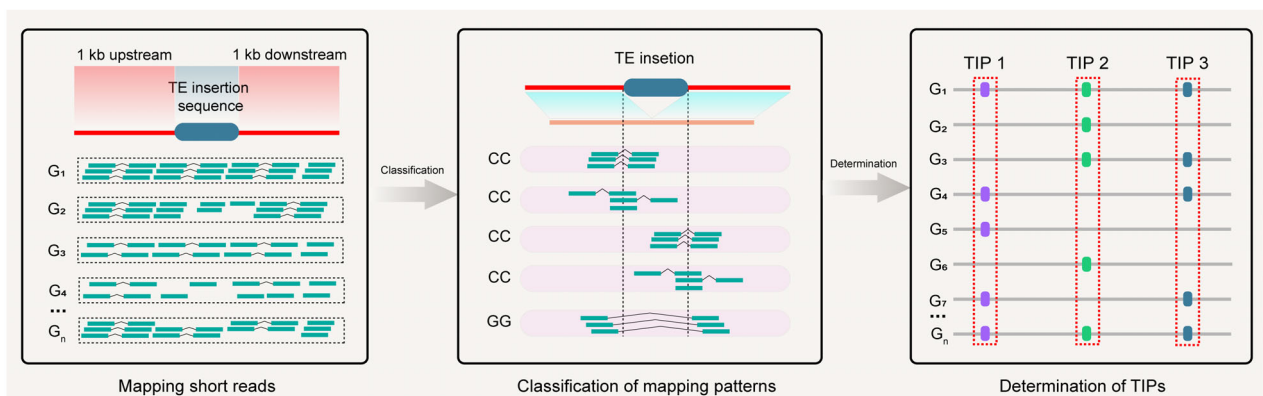 1 kb upstream
1 kb downstream
TE insertion
sequence
G₁
G₂
G₃
G₄
...
Gn
Mapping short reads
Classification
TE insetion
CC
CC
CC
CC
GG
Classification of mapping patterns
Determination
TIP 1
TIP 2
TIP 3
G₁
G₂
G₃
G₄
G₅
G₆
G₇
...
Gn
Determination of TIPs